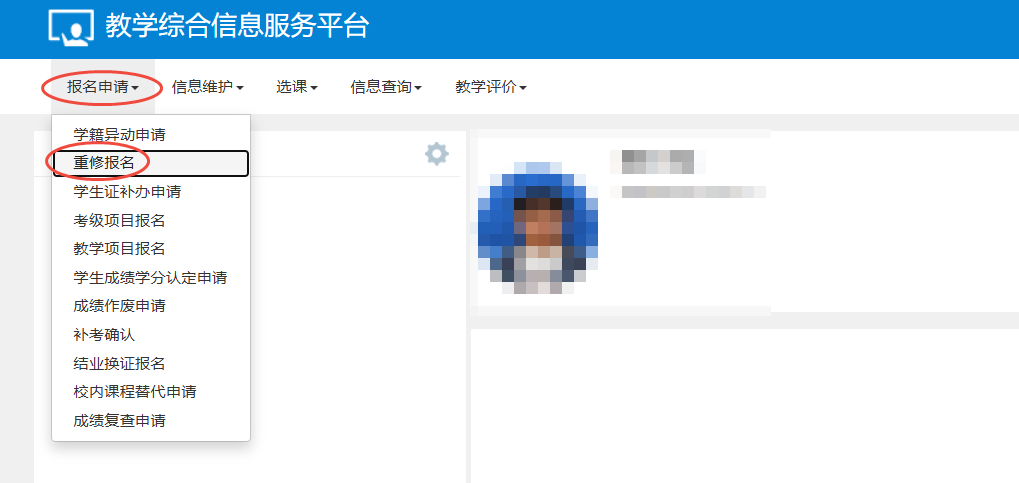 教学综合信息服务平台
报名申请 信息维护 选课 信息查询 教学评价
学籍异动申请
重修报名
学生证补办申请
考级项目报名
教学项目报名
学生成绩学分认定申请
成绩作废申请
补考确认
结业换证报名
校内课程替代申请
成绩复查申请